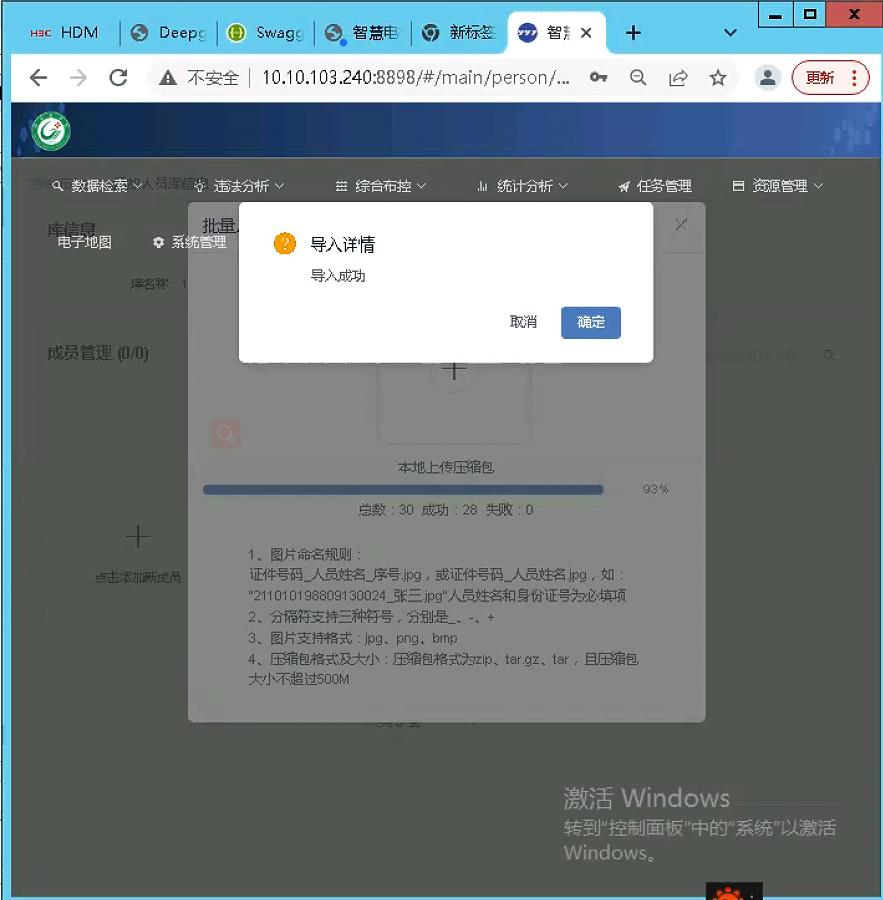 H3C HDM
Deep
Swagg
智慧电
新标签
智慧
不安全 10.10.103.240:8898/#/main/person/...
更新
数据检索 违法分析 综合布控 统计分析 任务管理 资源管理
人员库信息
库信息
电子地图 系统管理
批量
导入详情
导入成功
库名称：1
取消 确定
成员管理 (0/0)
本地上传压缩包
93%
总数：30 成功：28 失败：0
点击添加新成员
1、图片命名规则：
证件号码_人员姓名_序号.jpg，或证件号码_人员姓名.jpg，如：
"211010198809130024_张三.jpg"人员姓名和身份证号为必填项
2、分隔符支持三种符号，分别是_、-、+
3、图片支持格式：jpg、png、bmp
4、压缩包格式及大小：压缩包格式为zip、tar.gz、tar，且压缩包
大小不超过500M
激活 Windows
转到"控制面板"中的"系统"以激活
Windows。